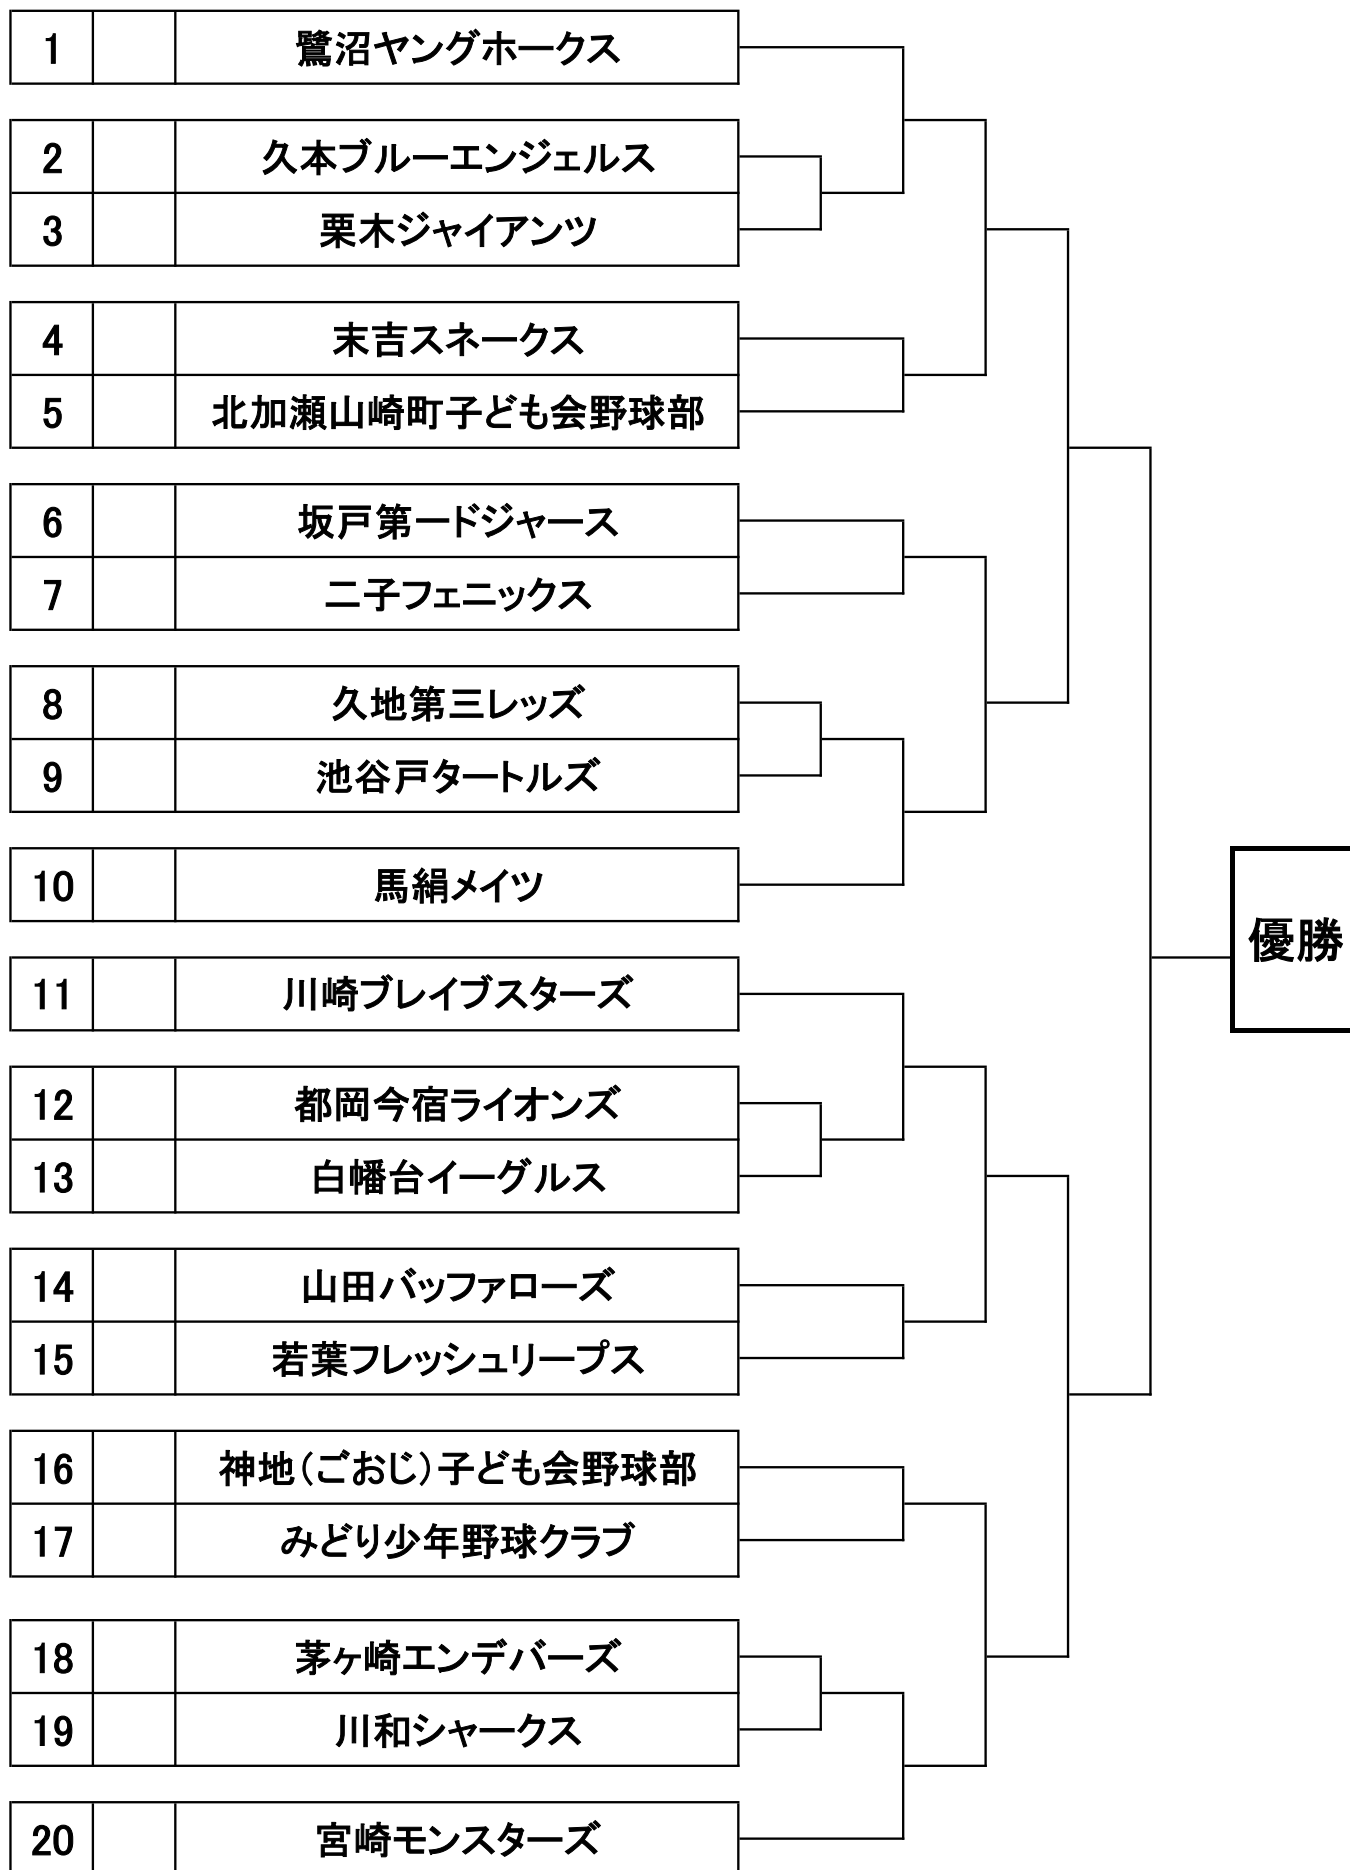 1 鷺沼ヤングホークス
2 久本ブルーエンジェルス
3 栗木ジャイアンツ
4 末吉スネークス
5 北加瀬山崎町子ども会野球部
6 坂戸第一ドジャース
7 二子フェニックス
8 久地第三レッズ
9 池谷戸タートルズ
10 馬絹メイツ
優勝
11 川崎ブレイブスターズ
12 都岡今宿ライオンズ
13 白幡台イーグルス
14 山田バッファローズ
15 若葉フレッシュリープス
16 神地(ごおじ)子ども会野球部
17 みどり少年野球クラブ
18 茅ヶ崎エンデバーズ
19 川和シャークス
20 宮崎モンスターズ